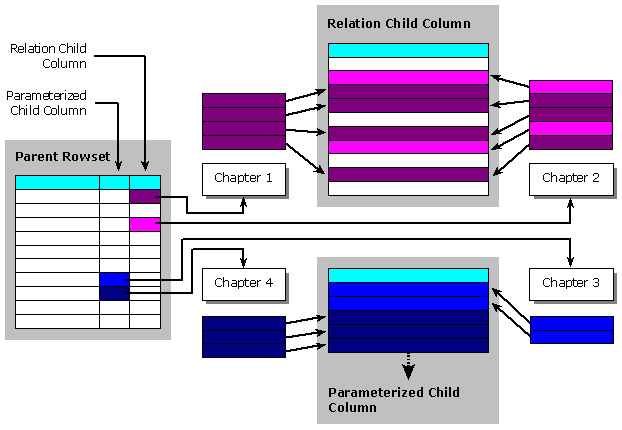 Relation Child Column
Relation Child
Column
Parameterized
Child Column
Parent Rowset
Chapter 1
Chapter 2
Chapter 4
Chapter 3
Parameterized Child
Column